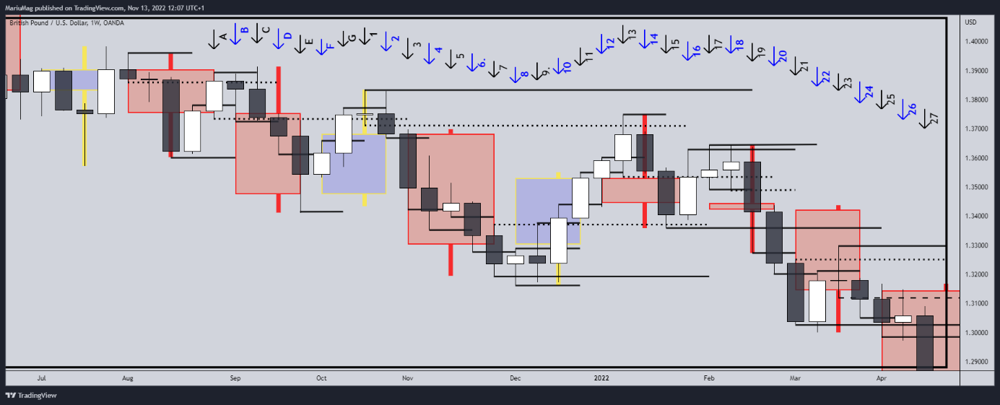 MariuMag published on TradingView.com, Nov 13, 2022 12:07 UTC+1
British Pound / U.S. Dollar, 1W, OANDA
USD
A B C D E F G 1 2 3 4 5 6. 7 8 9. 10 11 12 13 14 15 16 17 18 19 20 21 22 23 24 25 26 27
1.40000
1.39000
1.38000
1.37000
1.36000
1.35000
1.34000
1.33000
1.32000
1.31000
1.30000
1.29000
Jul Aug Sep Oct Nov Dec 2022 Feb Mar Apr
TradingView